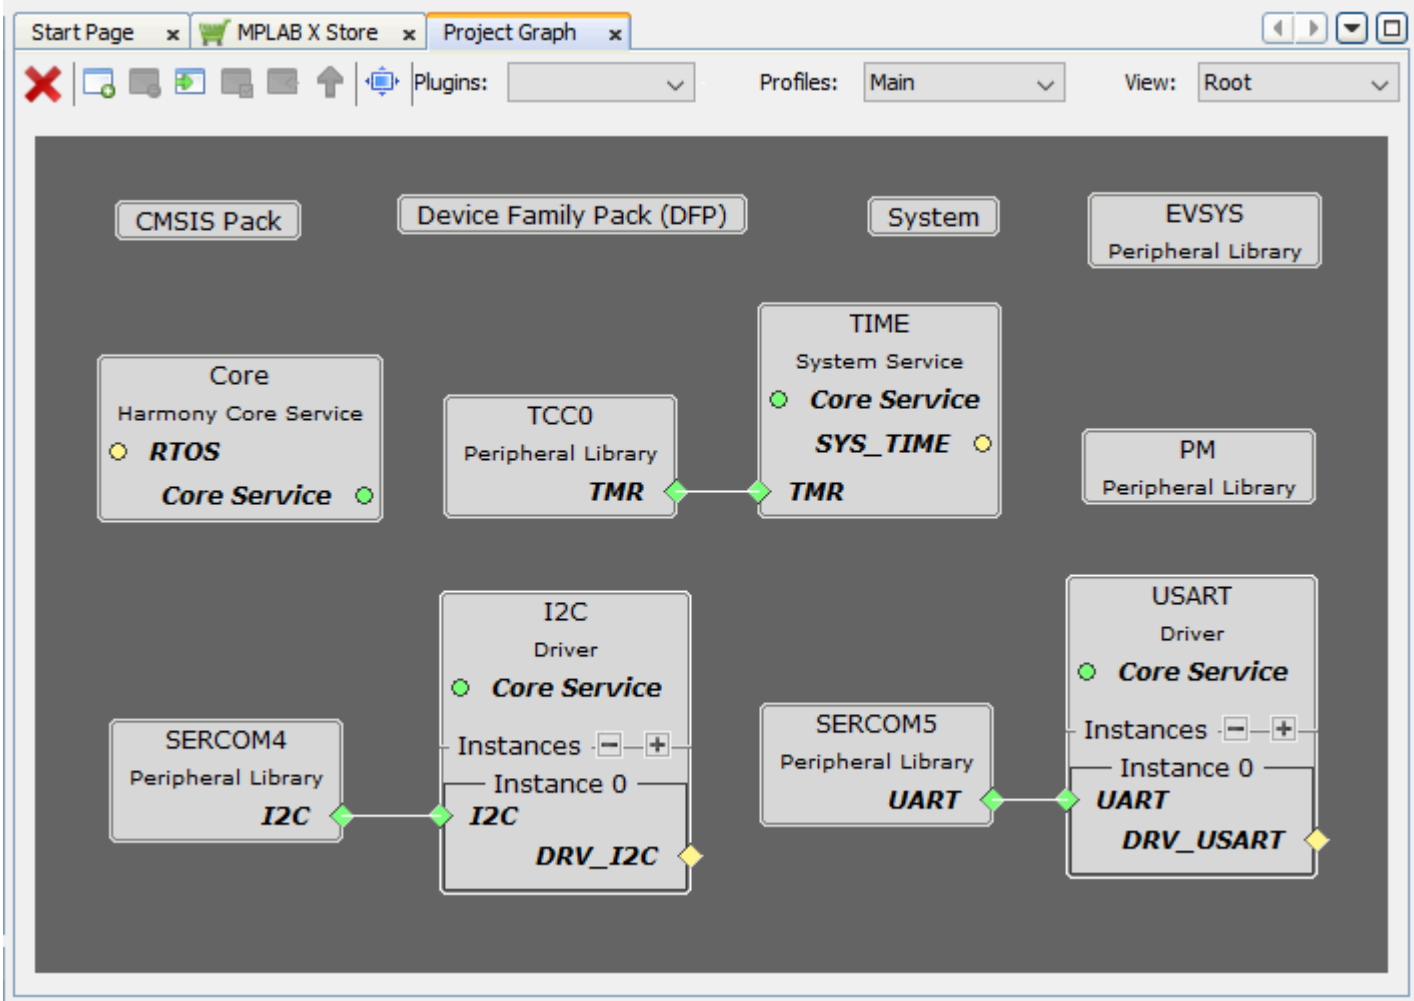 Start Page x MPLAB X Store x Project Graph x
Plugins: Profiles: Main View: Root
CMSIS Pack
Device Family Pack (DFP)
System
EVSYS
Peripheral Library
Core
Harmony Core Service
RTOS
Core Service
TCC0
Peripheral Library
TMR
TIME
System Service
Core Service
SYS_TIME
TMR
PM
Peripheral Library
SERCOM4
Peripheral Library
I2C
I2C
Driver
Core Service
Instances
Instance 0
I2C
DRV_I2C
SERCOM5
Peripheral Library
UART
USART
Driver
Core Service
Instances
Instance 0
UART
DRV_USART